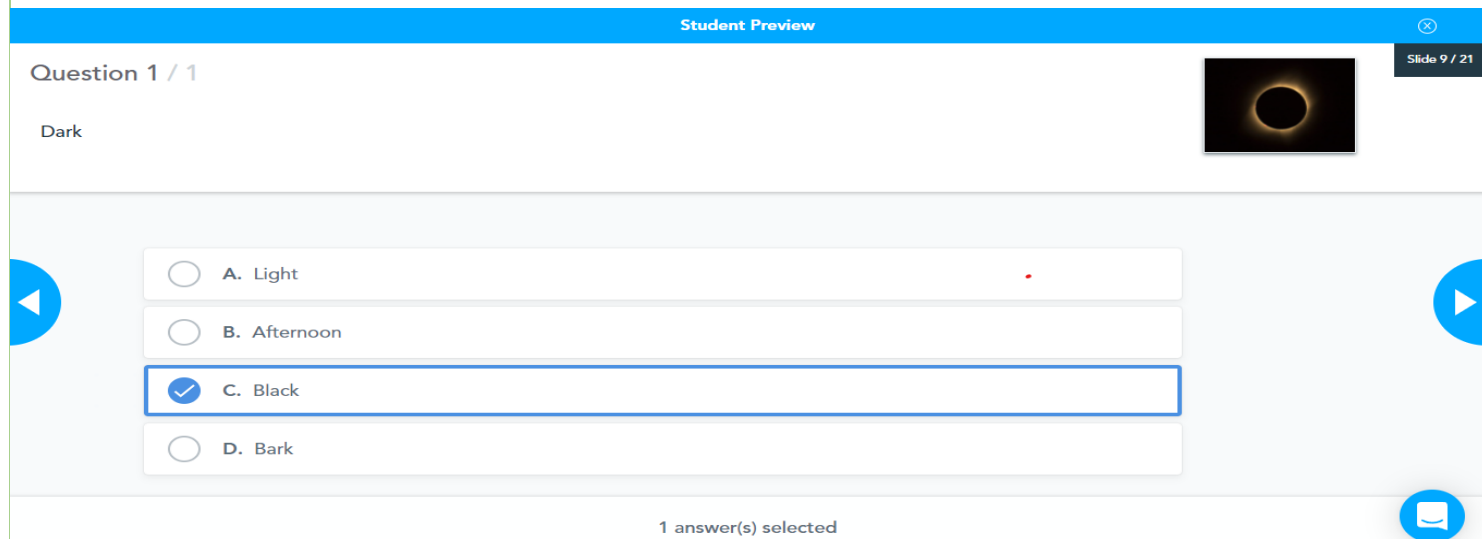 Student Preview
Slide 9 / 21
Question 1 / 1
Dark
A. Light
B. Afternoon
C. Black
D. Bark
1 answer(s) selected